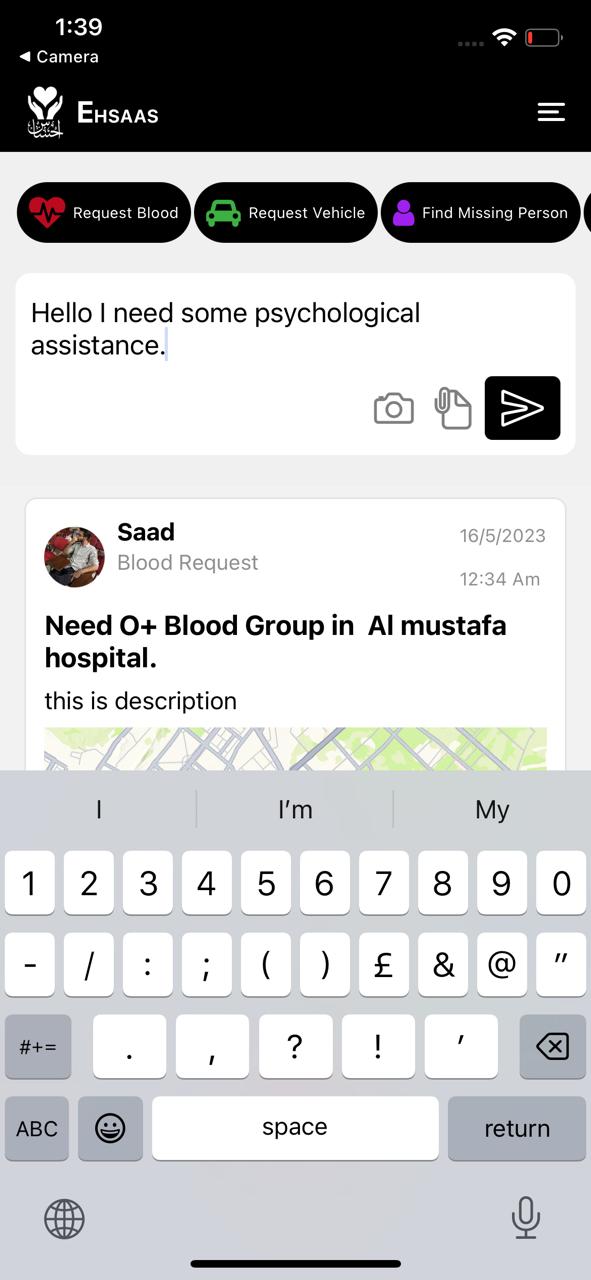 1:39
◀ Camera
احساس
EHSAAS
Request Blood
Request Vehicle
Find Missing Person
Hello I need some psychological
assistance.
Saad
16/5/2023
Blood Request
12:34 Am
Need O+ Blood Group in Al mustafa
hospital.
this is description
I I’m My
1 2 3 4 5 6 7 8 9 0
- / : ; ( ) £ & @ ”
#+= . , ? ! ’
ABC space return